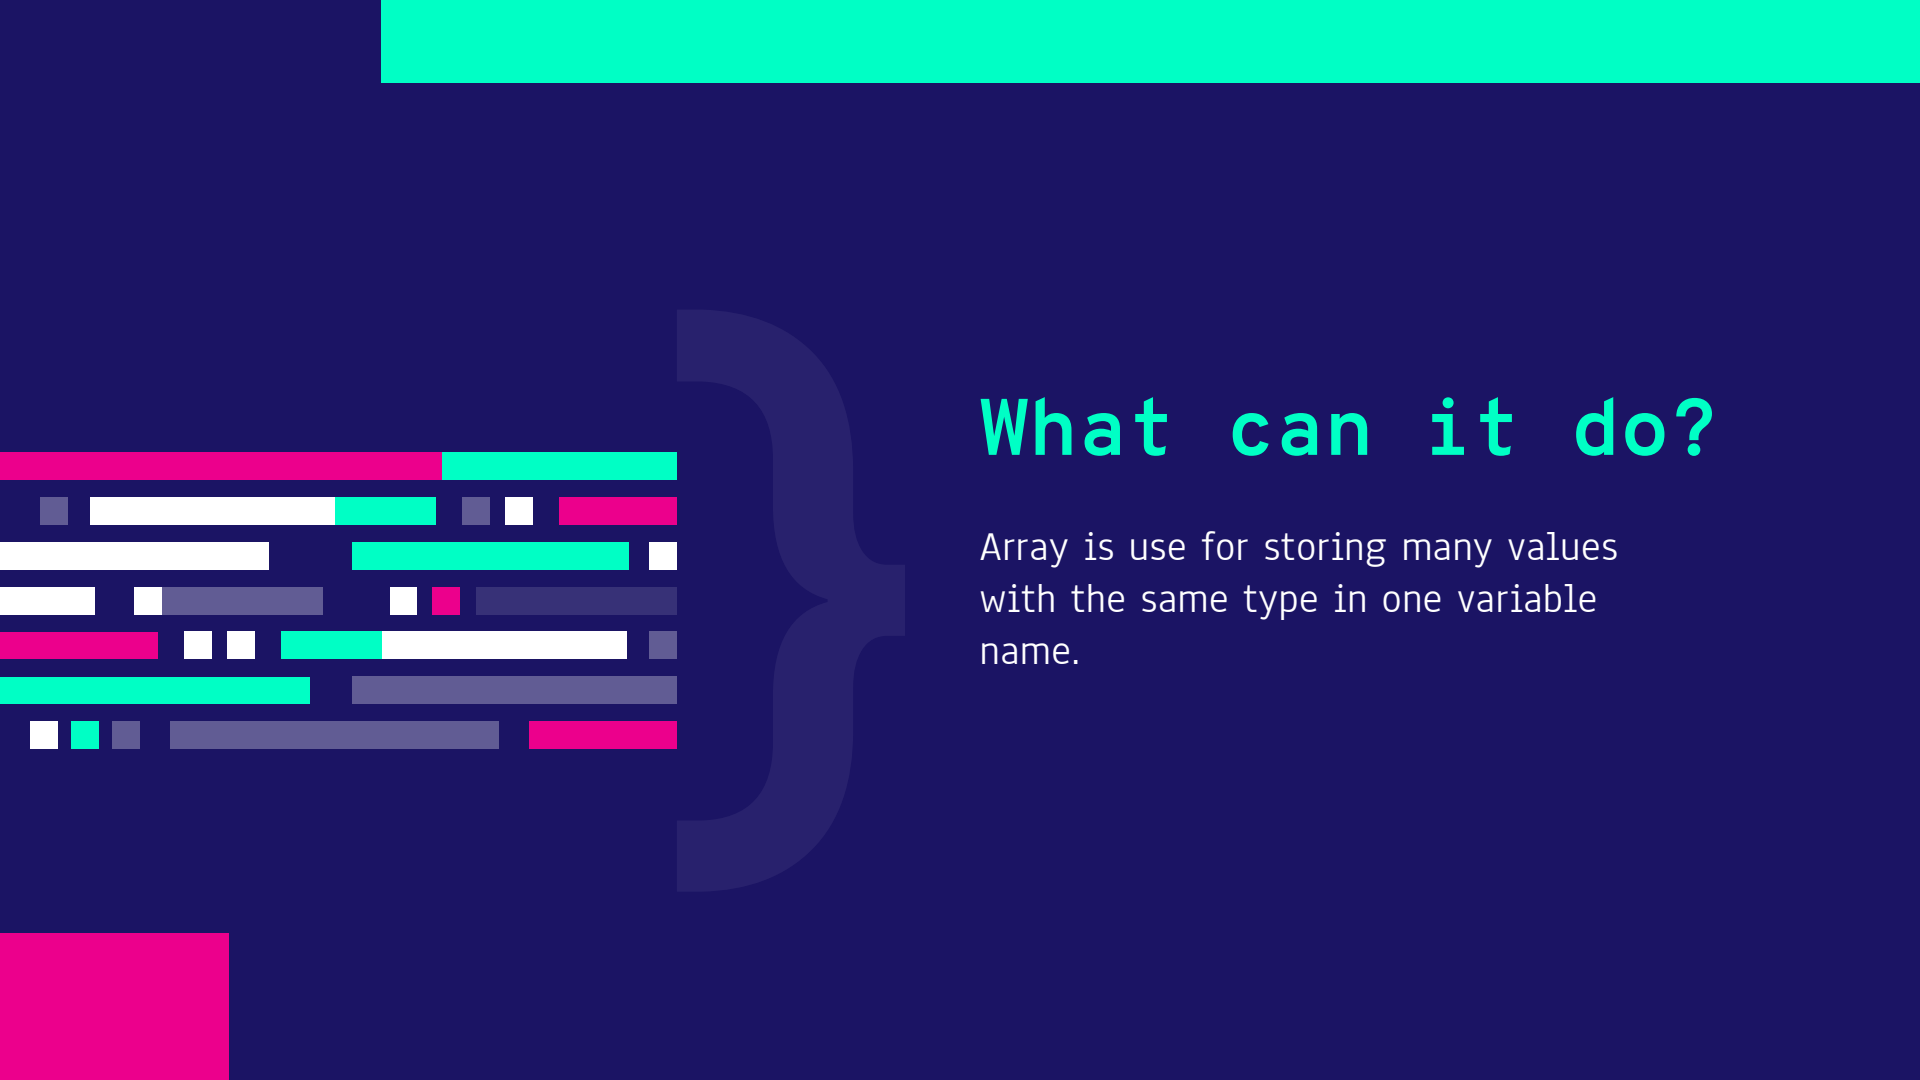 What can it do?
Array is use for storing many values
with the same type in one variable
name.
}